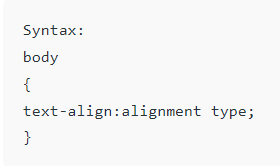 Syntax:
body
{
text-align:alignment type;
}